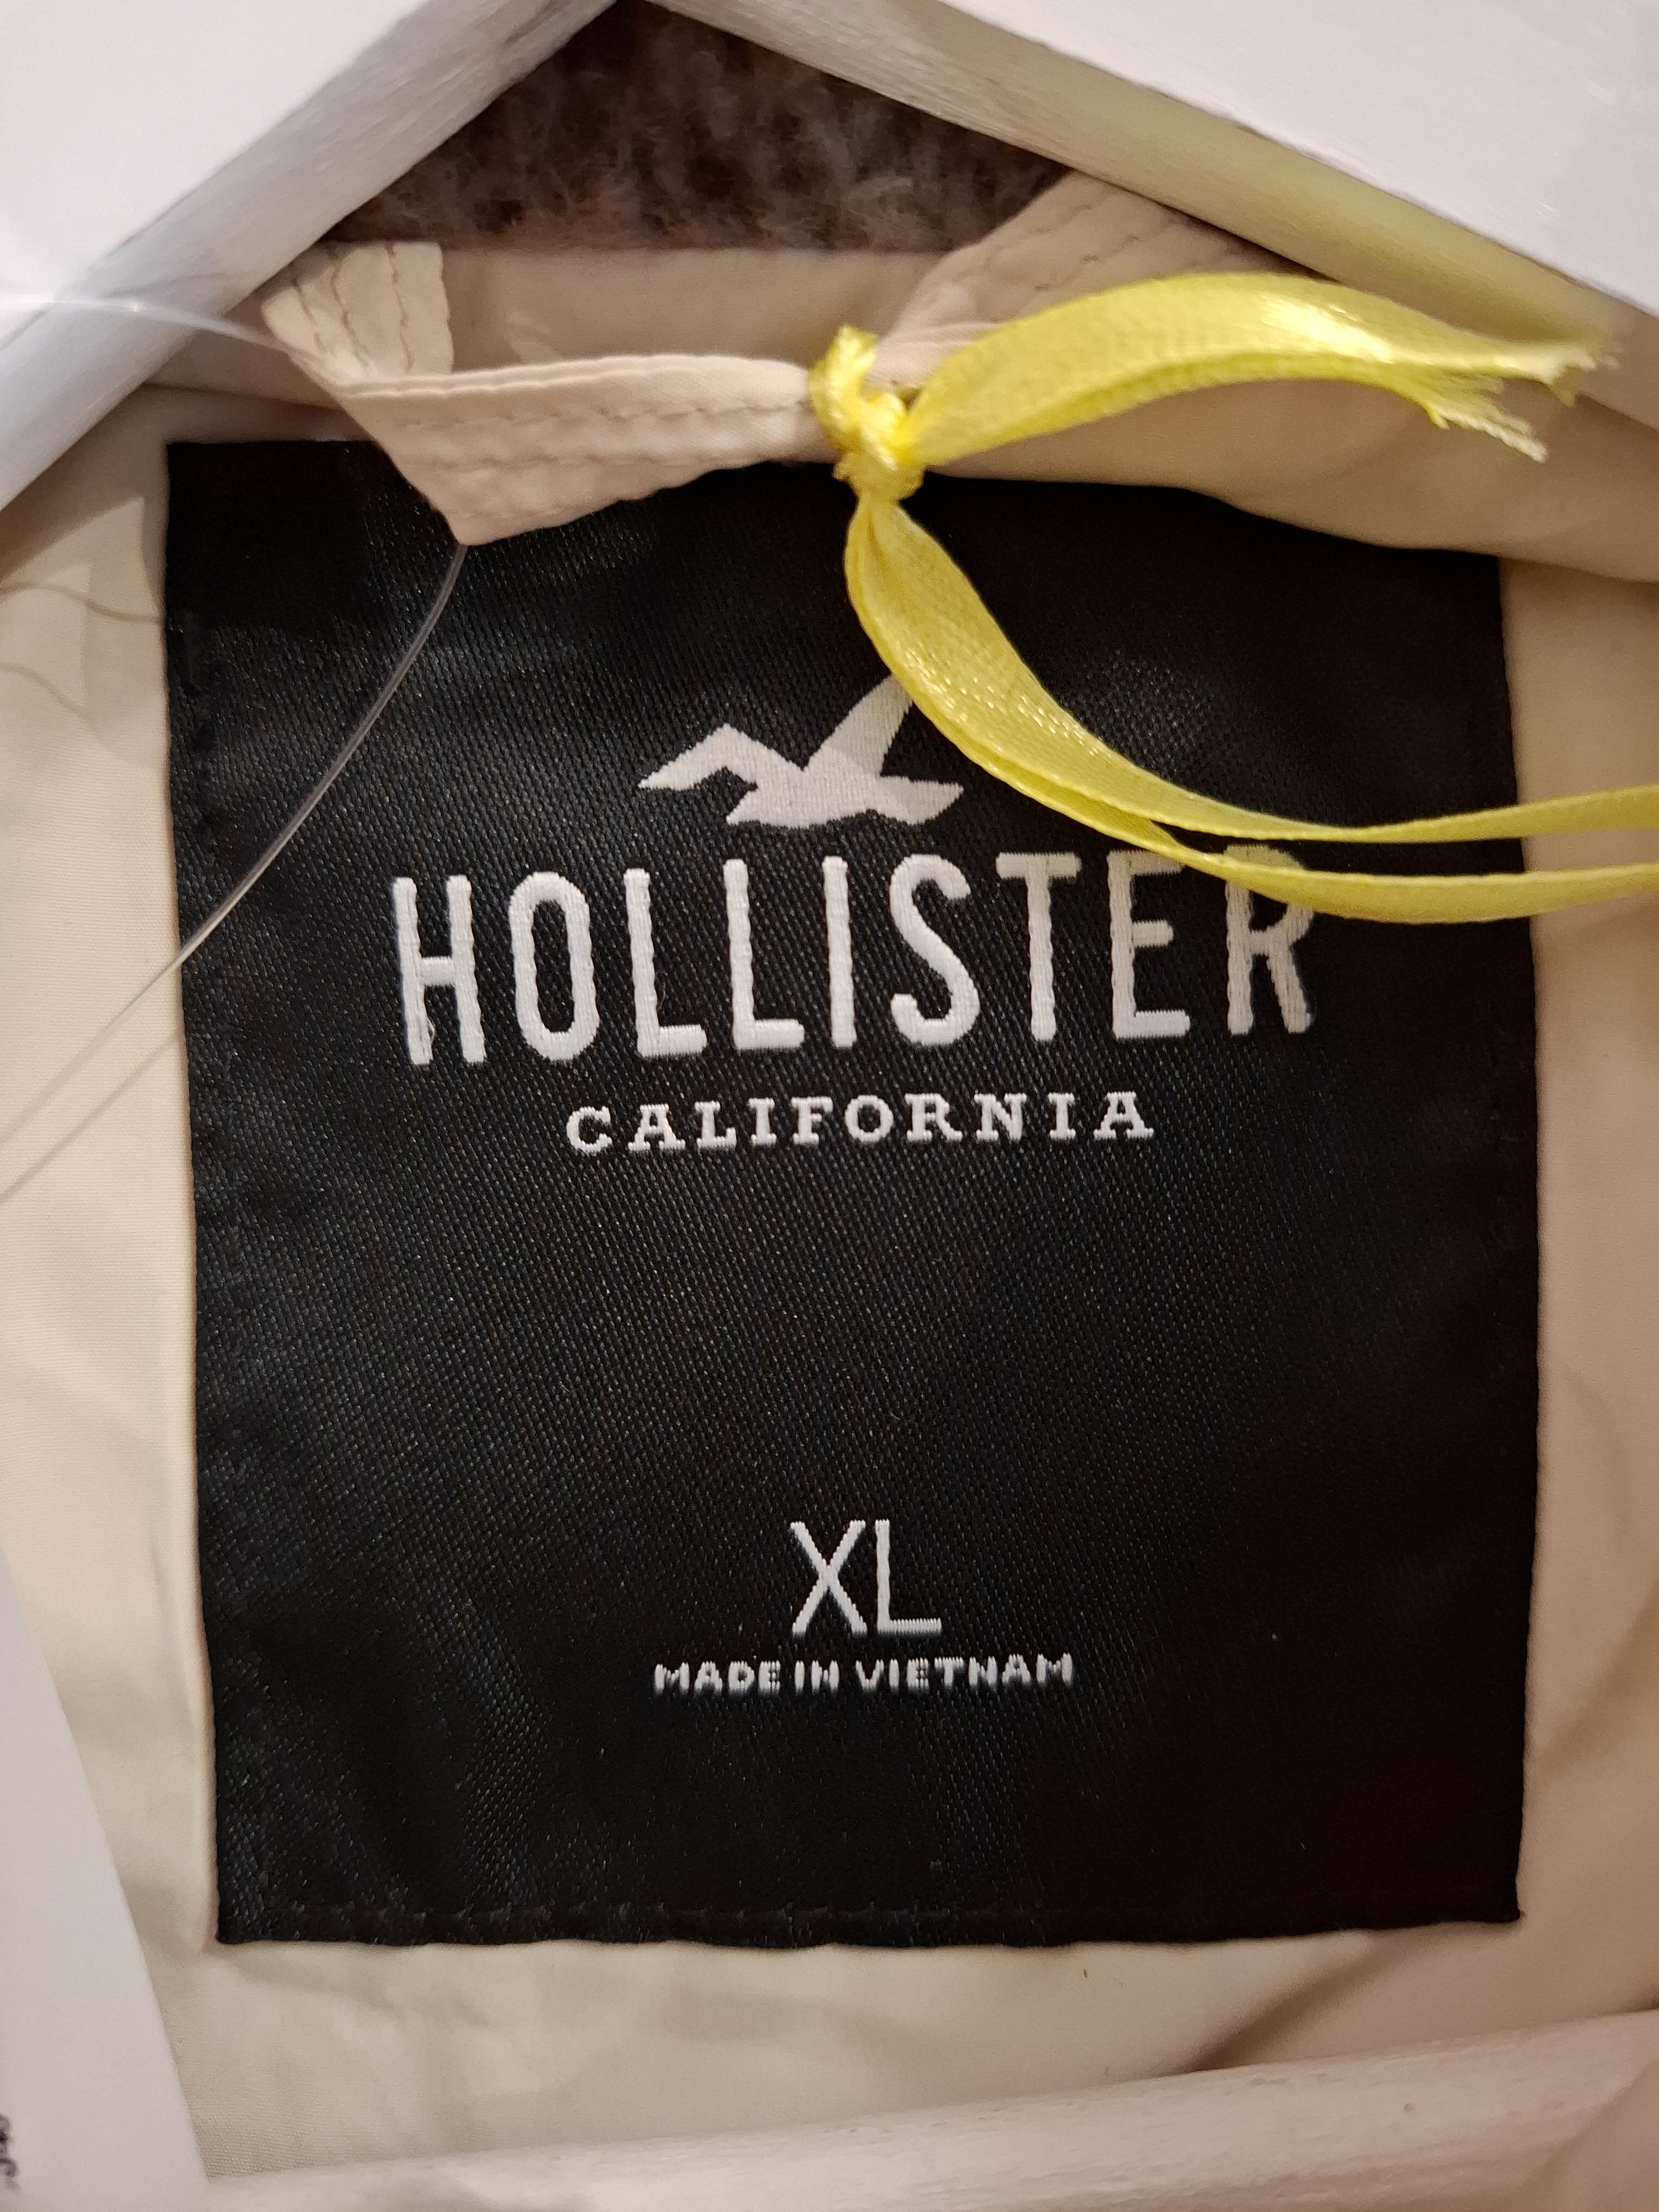 HOLLISTER
CALIFORNIA
XL
MADE IN VIETNAM